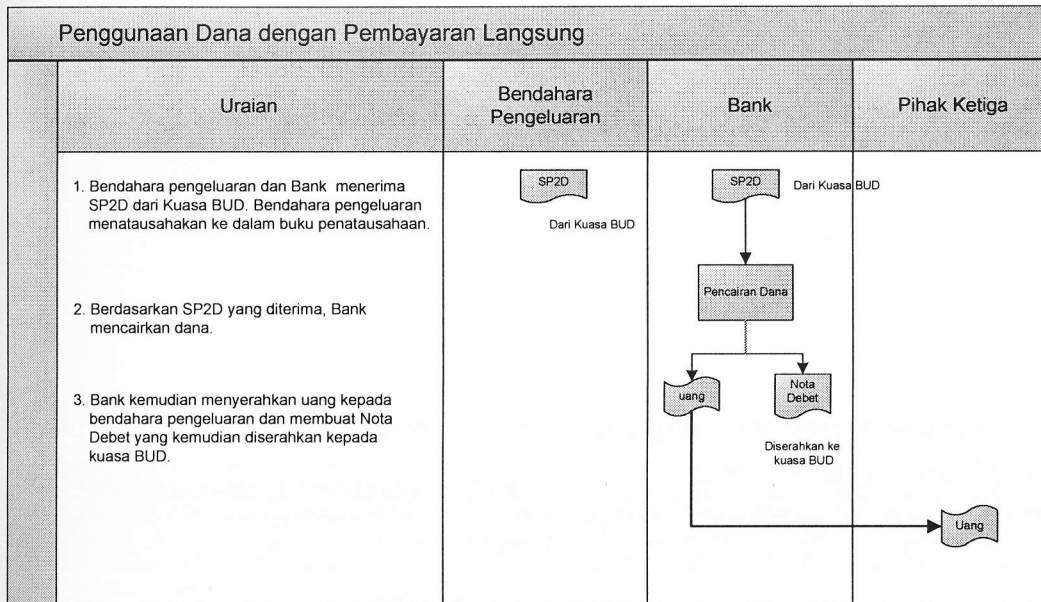 Penggunaan Dana dengan Pembayaran Langsung
Uraian
Bendahara
Pengeluaran
Bank
Pihak Ketiga
1. Bendahara pengeluaran dan Bank menerima
SP2D dari Kuasa BUD. Bendahara pengeluaran
menatausahakan ke dalam buku penatausahaan.
SP2D
Dari Kuasa BUD
SP2D
Dari Kuasa BUD
2. Berdasarkan SP2D yang diterima, Bank
mencairkan dana.
Pencairan Dana
3. Bank kemudian menyerahkan uang kepada
bendahara pengeluaran dan membuat Nota
Debet yang kemudian diserahkan kepada
kuasa BUD.
uang
Nota
Debet
Diserahkan ke
kuasa BUD
Uang